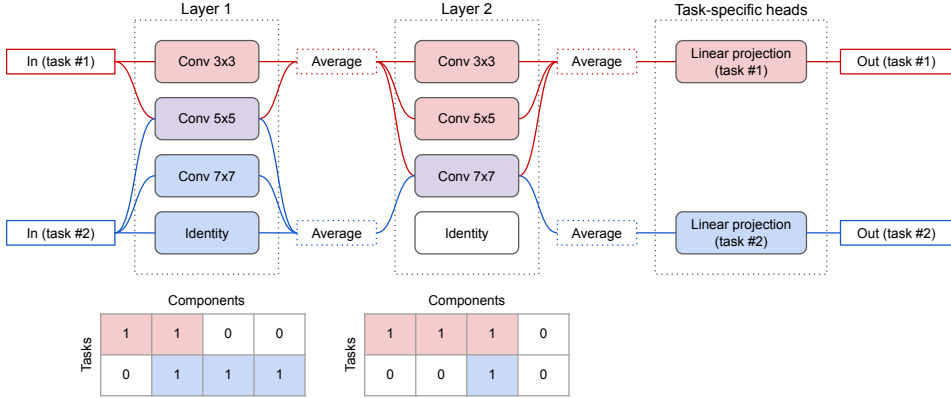 Layer 1
Layer 2
Task-specific heads
In (task #1)
Conv 3x3
Average
Conv 3x3
Average
Linear projection
(task #1)
Out (task #1)
Conv 5x5
Conv 5x5
Conv 7x7
Conv 7x7
In (task #2)
Identity
Average
Identity
Average
Linear projection
(task #2)
Out (task #2)
Components
Tasks
1 1 0 0
0 1 1 1
Components
Tasks
1 1 1 0
0 0 1 0